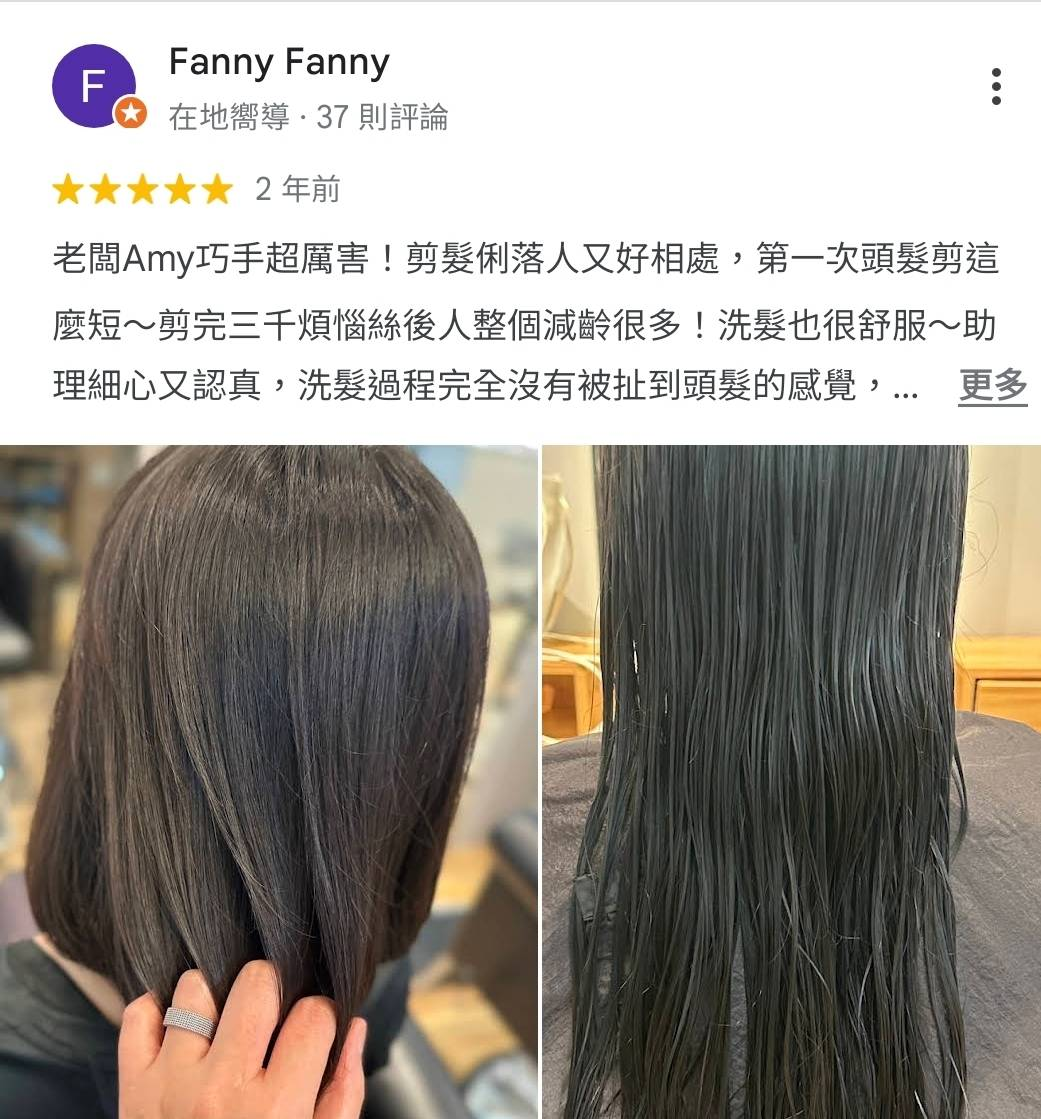 F
Fanny Fanny
在地嚮導 · 37 則評論
2 年前
老闆Amy巧手超厲害！剪髮俐落人又好相處，第一次頭髮剪這
麼短～剪完三千煩惱絲後人整個減齡很多！洗髮也很舒服～助
理細心又認真，洗髮過程完全沒有被扯到頭髮的感覺，... 更多